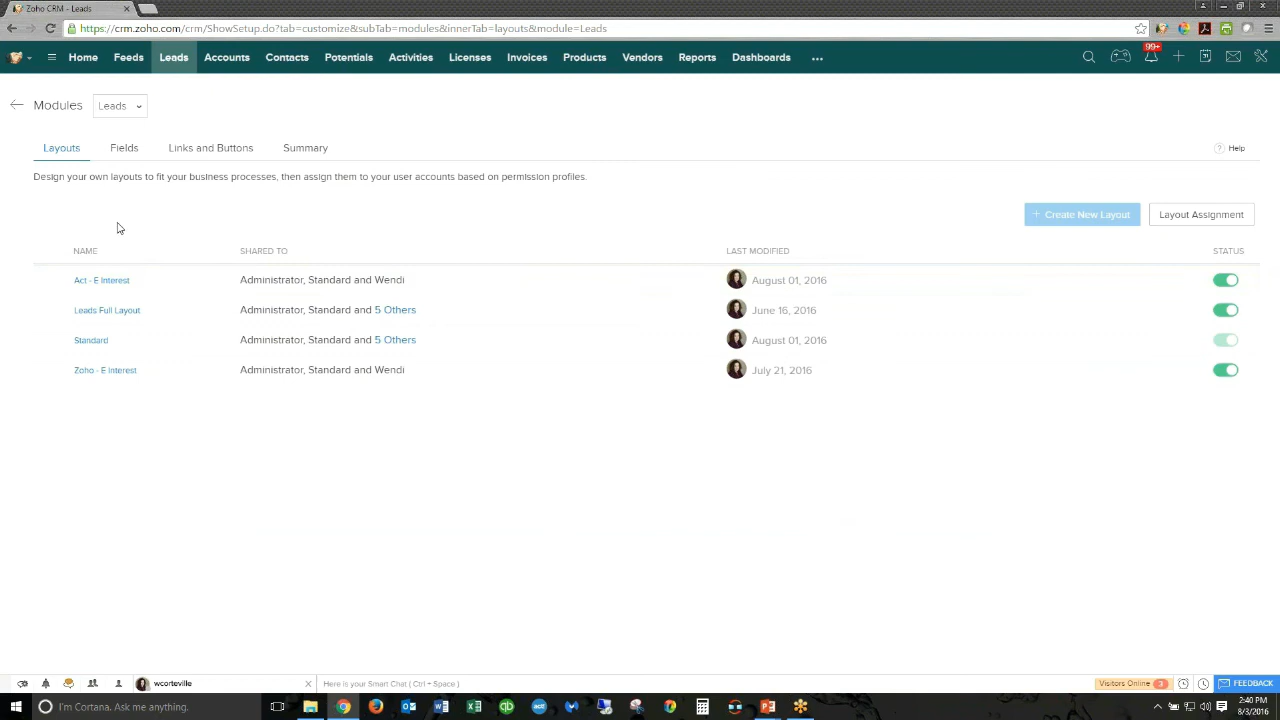 Zoho CRM - Leads
https://crm.zoho.com/crm/ShowSetup.do?tab=customize&subTab=modules&innerTab=layouts&module=Leads
Home Feeds Leads Accounts Contacts Potentials Activities Licenses Invoices Products Vendors Reports Dashboards ... 99+
Modules Leads
Layouts Fields Links and Buttons Summary ? Help
Design your own layouts to fit your business processes, then assign them to your user accounts based on permission profiles.
+ Create New Layout Layout Assignment
NAME SHARED TO LAST MODIFIED STATUS
Act - E Interest Administrator, Standard and Wendi August 01, 2016
Leads Full Layout Administrator, Standard and 5 Others June 16, 2016
Standard Administrator, Standard and 5 Others August 01, 2016
Zoho - E Interest Administrator, Standard and Wendi July 21, 2016
wcorteville Here is your Smart Chat ( Ctrl + Space ) Visitors Online 3 FEEDBACK
I'm Cortana. Ask me anything. act! 2:40 PM
8/3/2016